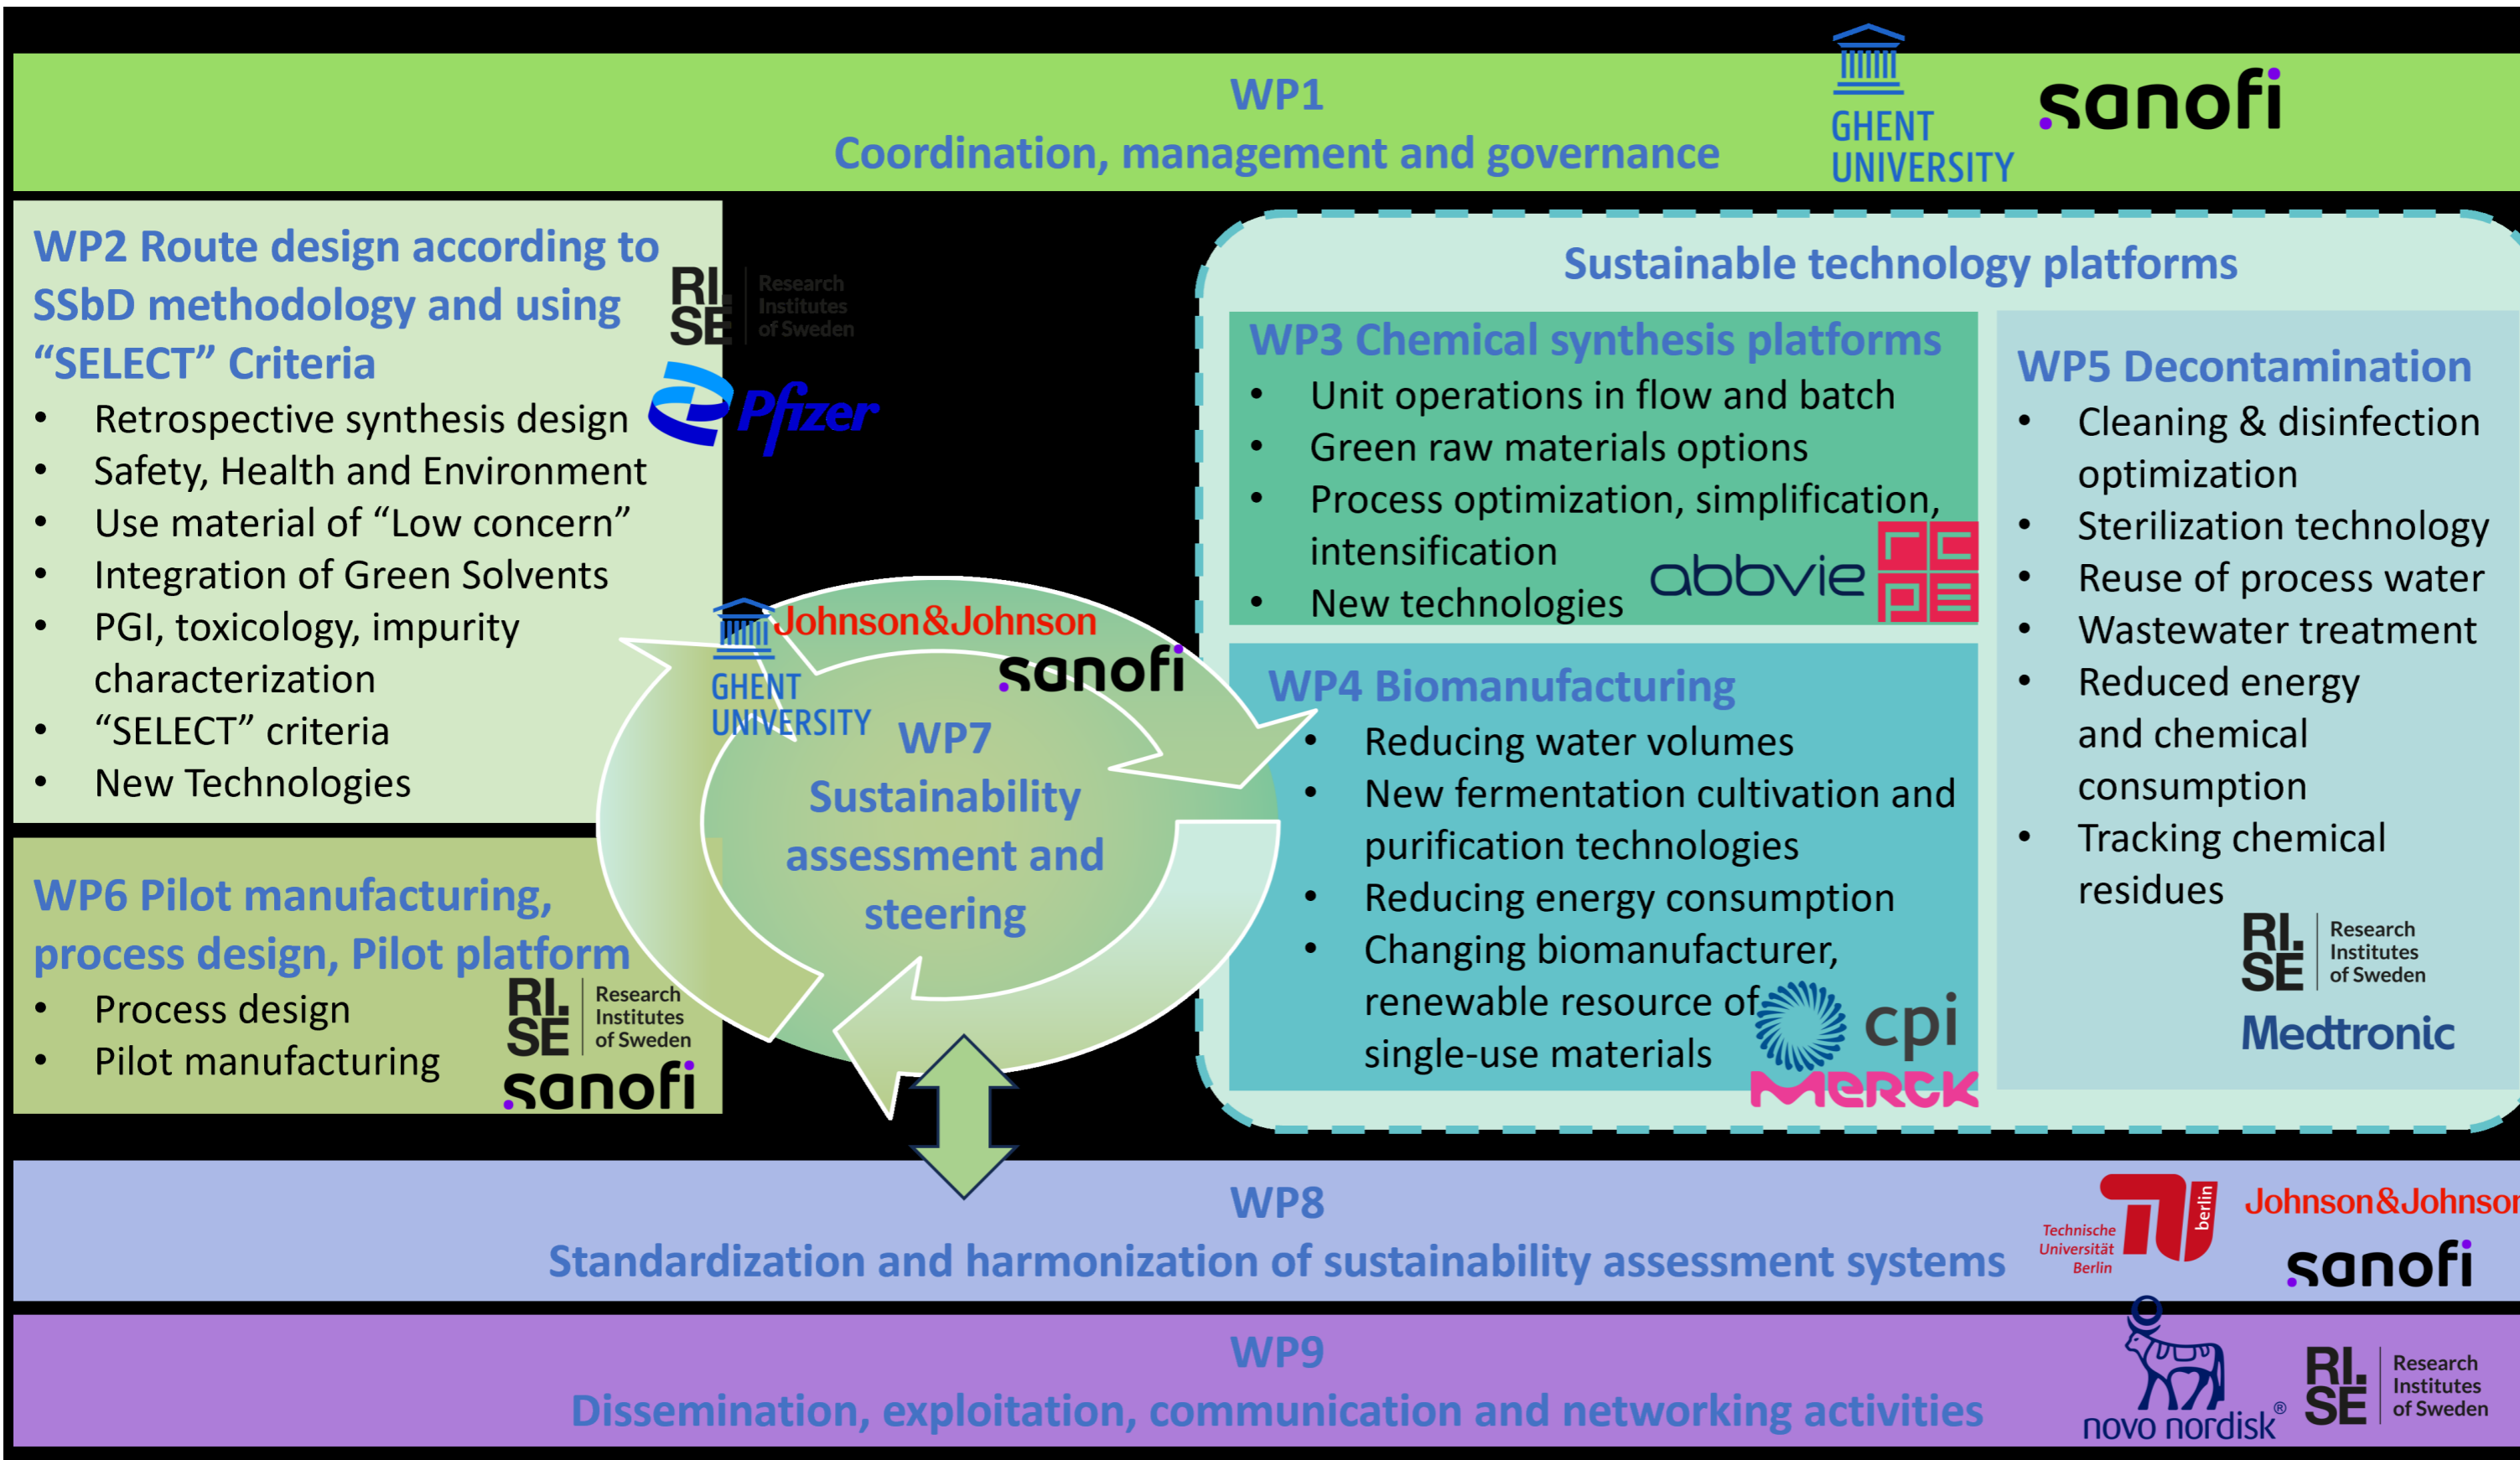 WP1
Coordination, management and governance
GHENT
UNIVERSITY
sanofi
WP2 Route design according to
SSbD methodology and using
“SELECT” Criteria
• Retrospective synthesis design
• Safety, Health and Environment
• Use material of “Low concern”
• Integration of Green Solvents
• PGI, toxicology, impurity
characterization
• “SELECT” criteria
• New Technologies
RI.
SE
Research
Institutes
of Sweden
Pfizer
Sustainable technology platforms
WP3 Chemical synthesis platforms
• Unit operations in flow and batch
• Green raw materials options
• Process optimization, simplification,
intensification
• New technologies
abbvie
rcpe
WP4 Biomanufacturing
• Reducing water volumes
• New fermentation cultivation and
purification technologies
• Reducing energy consumption
• Changing biomanufacturer,
renewable resource of
single-use materials
cpi
MERCK
WP5 Decontamination
• Cleaning & disinfection
optimization
• Sterilization technology
• Reuse of process water
• Wastewater treatment
• Reduced energy
and chemical
consumption
• Tracking chemical
residues
RI.
SE
Research
Institutes
of Sweden
Medtronic
WP6 Pilot manufacturing,
process design, Pilot platform
• Process design
• Pilot manufacturing
RI.
SE
Research
Institutes
of Sweden
sanofi
GHENT
UNIVERSITY
Johnson&Johnson
sanofi
WP7
Sustainability
assessment and
steering
WP8
Standardization and harmonization of sustainability assessment systems
Technische
Universität
Berlin
berlin
Johnson&Johnson
sanofi
WP9
Dissemination, exploitation, communication and networking activities
novo nordisk®
RI.
SE
Research
Institutes
of Sweden